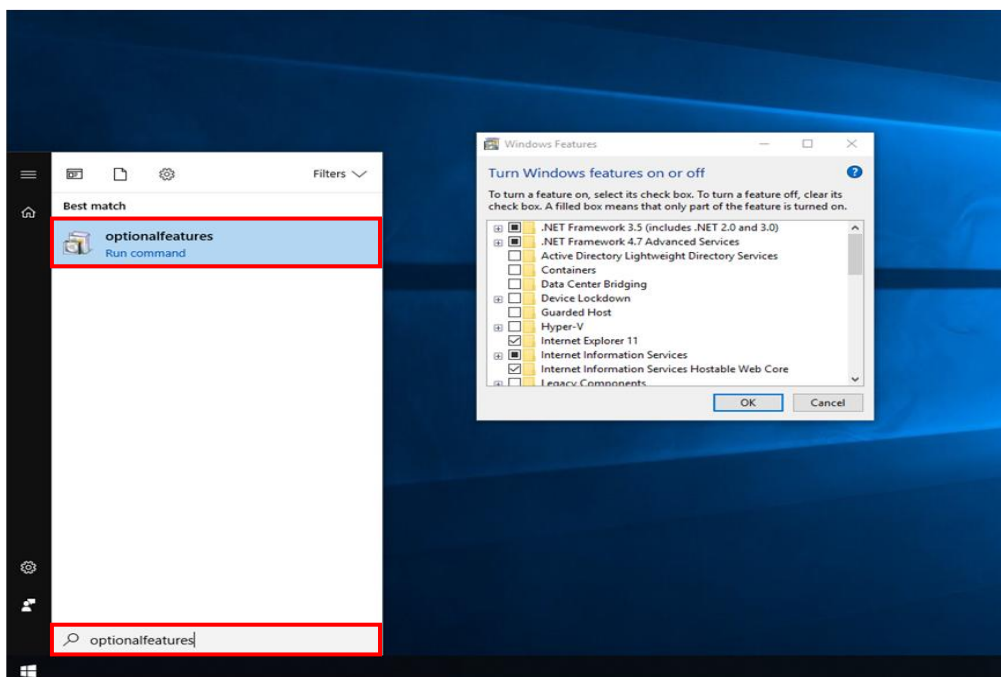 Filters
Best match
optionalfeatures
Run command
optionalfeatures
Windows Features
Turn Windows features on or off
To turn a feature on, select its check box. To turn a feature off, clear its
check box. A filled box means that only part of the feature is turned on.
.NET Framework 3.5 (includes .NET 2.0 and 3.0)
.NET Framework 4.7 Advanced Services
Active Directory Lightweight Directory Services
Containers
Data Center Bridging
Device Lockdown
Guarded Host
Hyper-V
Internet Explorer 11
Internet Information Services
Internet Information Services Hostable Web Core
Legacy Components
OK
Cancel